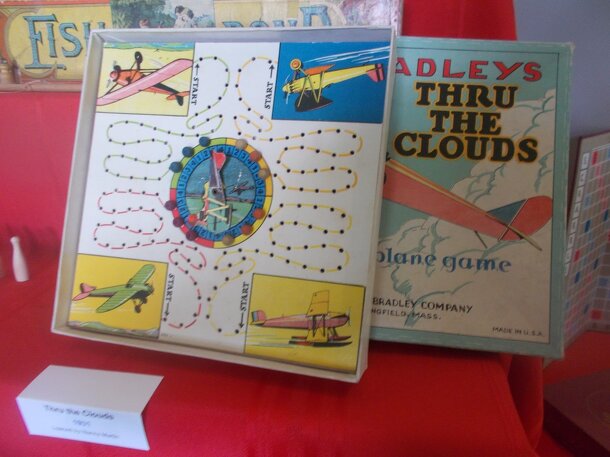 FISH
POND
START
START
START
START
ADLEYS
THRU
THE
CLOUDS
plane game
BRADLEY COMPANY
NGFIELD, MASS.
MADE IN U.S.A.
Thru the Clouds
1931